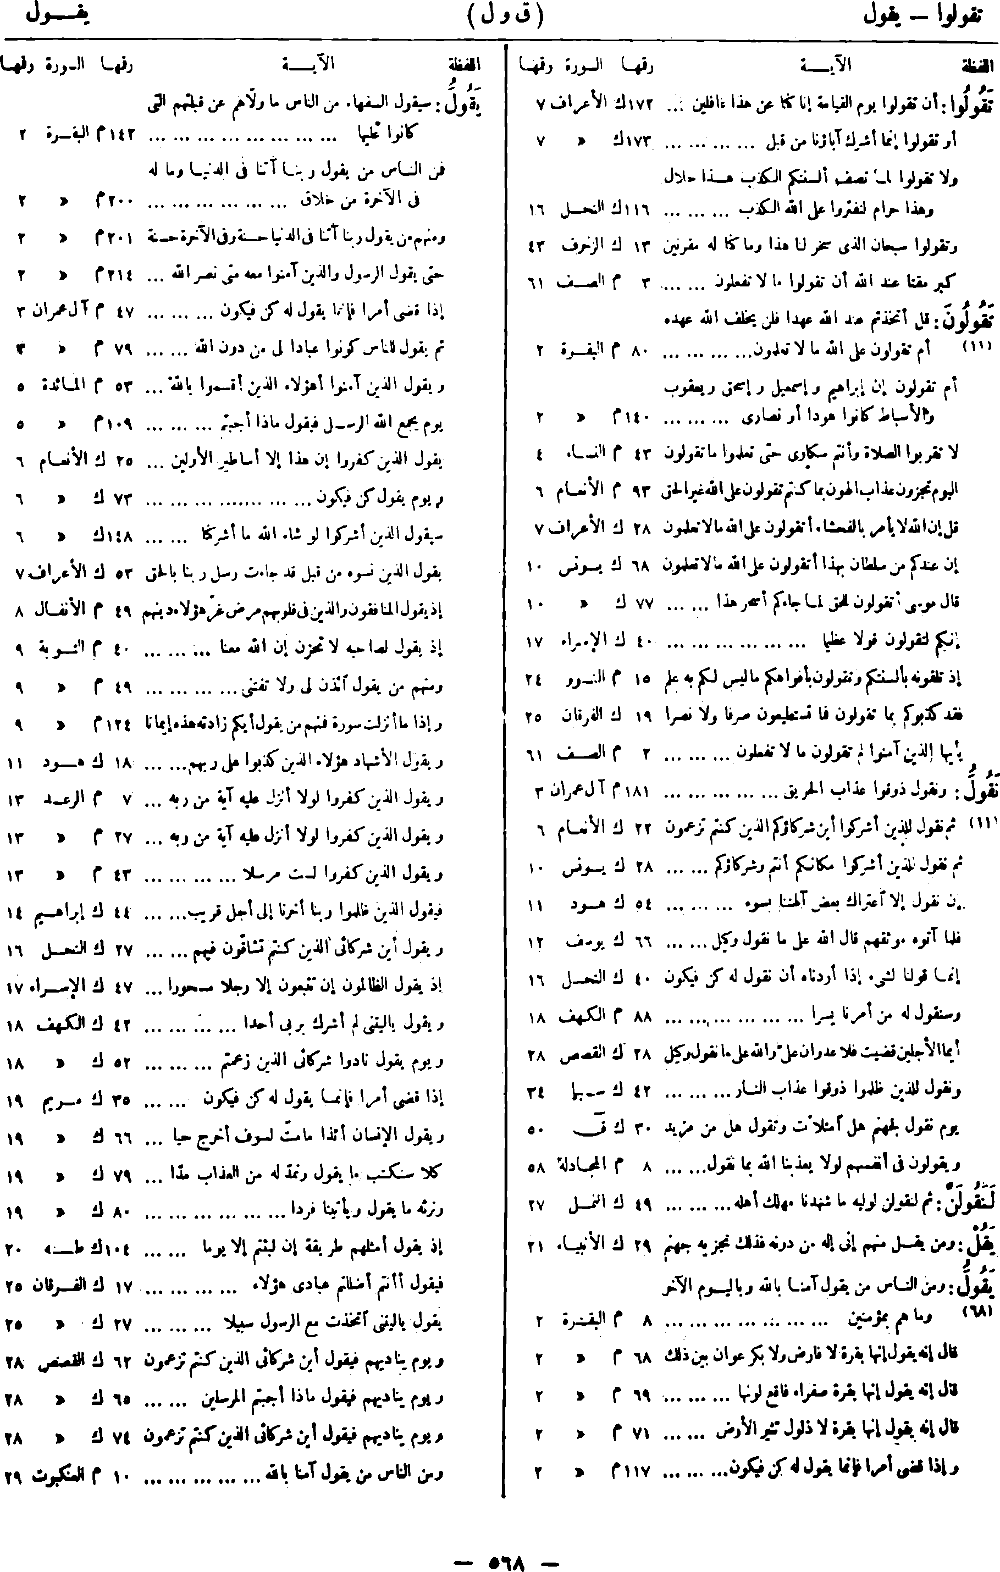 تقولوا – يقول
(ق و ل)
يقول
اللفظة الآية رقها السورة رقها
تَقُولُوا: أن تقولوا يوم القيامة إنا كنا عن هذا غافلين ... ١٧٢ك الأعراف ٧
أو تقولوا إنما أشرك آباؤنا من قبل ... ... ... ... ١٧٣ك » ٧
ولا تقولوا لما تصف ألسنتكم الكذب هذا حلال
وهذا حرام لتفتروا على الله الكذب ... ... ... ١١٦ك النحل ١٦
وتقولوا سبحان الذى سخر لنا هذا وما كنا له مقرنين ١٣ ك الزخرف ٤٣
كبر مقتا عند الله أن تقولوا ما لا تفعلون ... ... ٣ م الصف ٦١
تَقُولُونَ: قل أتخذتم عند الله عهدا فلن يخلف الله عهده
(١١) أم تقولون على الله ما لا تعلمون... ... ... ... ٨٠ م البقرة ٢
أم تقولون إن إبراهيم وإسمعيل وإسحق ويعقوب
والأسباط كانوا هودا أو نصارى ... ... ... ١٤٠م » ٢
لا تقربوا الصلاة وأنتم سكارى حتى تعلموا ما تقولون ٤٣ م النساء ٤
اليوم تجزون عذاب الهون بما كنتم تقولون على الله غير الحق ٩٣ م الأنعام ٦
قل إن الله لا يأمر بالفحشاء أتقولون على الله ما لا تعلمون ٢٨ ك الأعراف ٧
إن عندكم من سلطان بهذا أتقولون على الله ما لا تعلمون ٦٨ ك يونس ١٠
قال موسى أتقولون للحق لما جاءكم أسحر هذا ... ... ٧٧ ك » ١٠
إنكم لتقولون قولا عظيما ... ... ... ... ... ... ٤٠ ك الإسراء ١٧
إذ تلقونه بألسنتكم وتقولون بأفواهكم ما ليس لكم به علم ١٥ م النور ٢٤
فقد كذبوكم بما تقولون فما تستطيعون صرفا ولا نصرا ١٩ ك الفرقان ٢٥
يأيها الذين آمنوا لم تقولون ما لا تفعلون ... ... ٢ م الصف ٦١
نَقُولُ: ونقول ذوقوا عذاب الحريق... ... ... ... ... ١٨١م آل عمران ٣
(١١) ثم نقول للذين أشركوا أين شركاؤكم الذين كنتم تزعمون ٢٢ ك الأنعام ٦
ثم نقول للذين أشركوا مكانكم أنتم وشركاؤكم ... ... ٢٨ ك يونس ١٠
إن نقول إلا اعتراك بعض آلهتنا بسوء ... ... ... ٥٤ ك هود ١١
فلما آتوه موثقهم قال الله على ما نقول وكيل ... ... ٦٦ ك يوسف ١٢
إنما قولنا لشىء إذا أردناه أن نقول له كن فيكون ٤٠ ك النحل ١٦
وسنقول له من أمرنا يسرا ... ... ... ... ... ... ٨٨ م الكهف ١٨
أيما الأجلين قضيت فلا عدوان علىّ والله على ما نقول وكيل ٢٨ ك القصص ٢٨
ونقول للذين ظلموا ذوقوا عذاب النار... ... ... ٤٢ ك سبإ ٣٤
يوم نقول لجهنم هل امتلأت وتقول هل من مزيد ٣٠ ك قٓ ٥٠
ويقولون فى أنفسهم لولا يعذبنا الله بما نقول... ... ٨ م المجادلة ٥٨
لَنَقُولَنَّ: ثم لنقولن لوليه ما شهدنا مهلك أهله... ... ... ٤٩ ك النمل ٢٧
يَقُلْ: ومن يقل منهم إنى إله من دونه فذلك نجزيه جهنم ٢٩ ك الأنبياء ٢١
يَقُولُ: ومن الناس من يقول آمنا بالله وباليوم الآخر
(٦٨) وما هم بمؤمنين ... ... ... ... ... ... ... ٨ م البقرة ٢
قال إنه يقول إنها بقرة لا فارض ولا بكر عوان بين ذلك ٦٨ م » ٢
قال إنه يقول إنها بقرة صفراء فاقع لونها ... ... ... ٦٩ م » ٢
قال إنه يقول إنها بقرة لا ذلول تثير الأرض ... ... ٧١ م » ٢
وإذا قضى أمرا فإنما يقول له كن فيكون... ... ... ١١٧م » ٢
اللفظة الآية رقها السورة رقها
يَقُولُ: سيقول السفهاء من الناس ما ولاهم عن قبلتهم التى
كانوا عليها ... ... ... ... ... ... ... ... ١٤٢م البقرة ٢
فمن الناس من يقول ربنا آتنا فى الدنيا وما له
فى الآخرة من خلاق ... ... ... ... ... ... ٢٠٠م » ٢
ومنهم من يقول ربنا آتنا فى الدنيا حسنة وفى الآخرة حسنة ٢٠١م » ٢
حتى يقول الرسول والذين آمنوا معه متى نصر الله ... ٢١٤م » ٢
إذا قضى أمرا فإنما يقول له كن فيكون ... ... ... ٤٧ م آل عمران ٣
ثم يقول للناس كونوا عبادا لى من دون الله ... ... ٧٩ م » ٣
ويقول الذين آمنوا أهؤلاء الذين أقسموا بالله... ... ٥٣ م المائدة ٥
يوم يجمع الله الرسل فيقول ماذا أجبتم ... ... ... ١٠٩م » ٥
يقول الذين كفروا إن هذا إلا أساطير الأولين ... ٢٥ ك الأنعام ٦
ويوم يقول كن فيكون ... ... ... ... ... ... ٧٣ ك » ٦
سيقول الذين أشركوا لو شاء الله ما أشركنا ... ... ١٤٨ك » ٦
يقول الذين نسوه من قبل قد جاءت رسل ربنا بالحق ٥٣ ك الأعراف ٧
إذ يقول المنافقون والذين فى قلوبهم مرض غرّ هؤلاء دينهم ٤٩ م الأنفال ٨
إذ يقول لصاحبه لا تحزن إن الله معنا ... ... ... ٤٠ م التوبة ٩
ومنهم من يقول ائذن لى ولا تفتنى... ... ... ... ٤٩ م » ٩
وإذا ما أنزلت سورة فمنهم من يقول أيكم زادته هذه إيمانا ١٢٤م » ٩
ويقول الأشهاد هؤلاء الذين كذبوا على ربهم... ... ١٨ ك هود ١١
ويقول الذين كفروا لولا أنزل عليه آية من ربه ... ٧ م الرعد ١٣
ويقول الذين كفروا لولا أنزل عليه آية من ربه ... ٢٧ م » ١٣
ويقول الذين كفروا لست مرسلا ... ... ... ... ٤٣ م » ١٣
فيقول الذين ظلموا ربنا أخرنا إلى أجل قريب... ... ٤٤ ك إبراهيم ١٤
ويقول أين شركائى الذين كنتم تشاقون فيهم ... ... ٢٧ ك النحل ١٦
إذ يقول الظالمون إن تتبعون إلا رجلا مسحورا ... ٤٧ ك الإسراء ١٧
ويقول ياليتنى لم أشرك بربى أحدا ... ... ... ... ٤٢ ك الكهف ١٨
ويوم يقول نادوا شركائى الذين زعمتم ... ... ... ٥٢ ك » ١٨
إذا قضى أمرا فإنما يقول له كن فيكون ... ... ٣٥ ك مريم ١٩
ويقول الإنسان أئذا مامتّ لسوف أخرج حيا ... ٦٦ ك » ١٩
كلا سنكتب ما يقول ونمدّ له من العذاب مدّا ... ٧٩ ك » ١٩
ونرثه ما يقول ويأتينا فردا ... ... ... ... ... ٨٠ ك » ١٩
إذ يقول أمثلهم طريقة إن لبثتم إلا يوما ... ... ١٠٤ك طه ٢٠
فيقول أأنتم أضللتم عبادى هؤلاء ... ... ... ... ١٧ ك الفرقان ٢٥
يقول ياليتنى اتخذت مع الرسول سبيلا ... ... ... ٢٧ ك » ٢٥
ويوم يناديهم فيقول أين شركائى الذين كنتم تزعمون ٦٢ ك القصص ٢٨
ويوم يناديهم فيقول ماذا أجبتم المرسلين ... ... ٦٥ ك » ٢٨
ويوم يناديهم فيقول أين شركائى الذين كنتم تزعمون ٧٤ ك » ٢٨
ومن الناس من يقول آمنا بالله ... ... ... ... ... ١٠ م العنكبوت ٢٩
– ٥٦٨ –